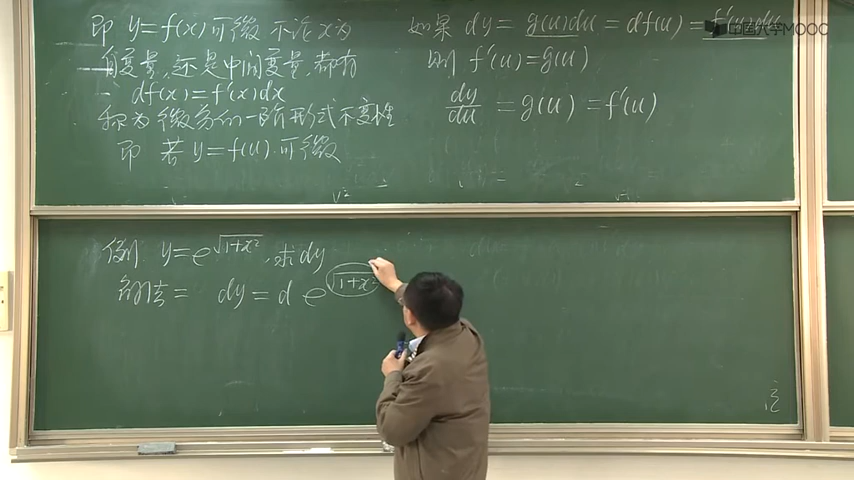 即 y=f(x)可微 不论x为
自变量,还是中间变量,都有
df(x)=f'(x)dx
称为微分的一阶形式不变性
即 若 y=f(u).可微
如果 dy= g(u)du = df(u) = f'(u)du
则 f'(u)=g(u)
dy/du = g(u) = f'(u)
中国大学MOOC
例 y=e^√(1+x²),求dy
解法二 dy=d e^√(1+x²)